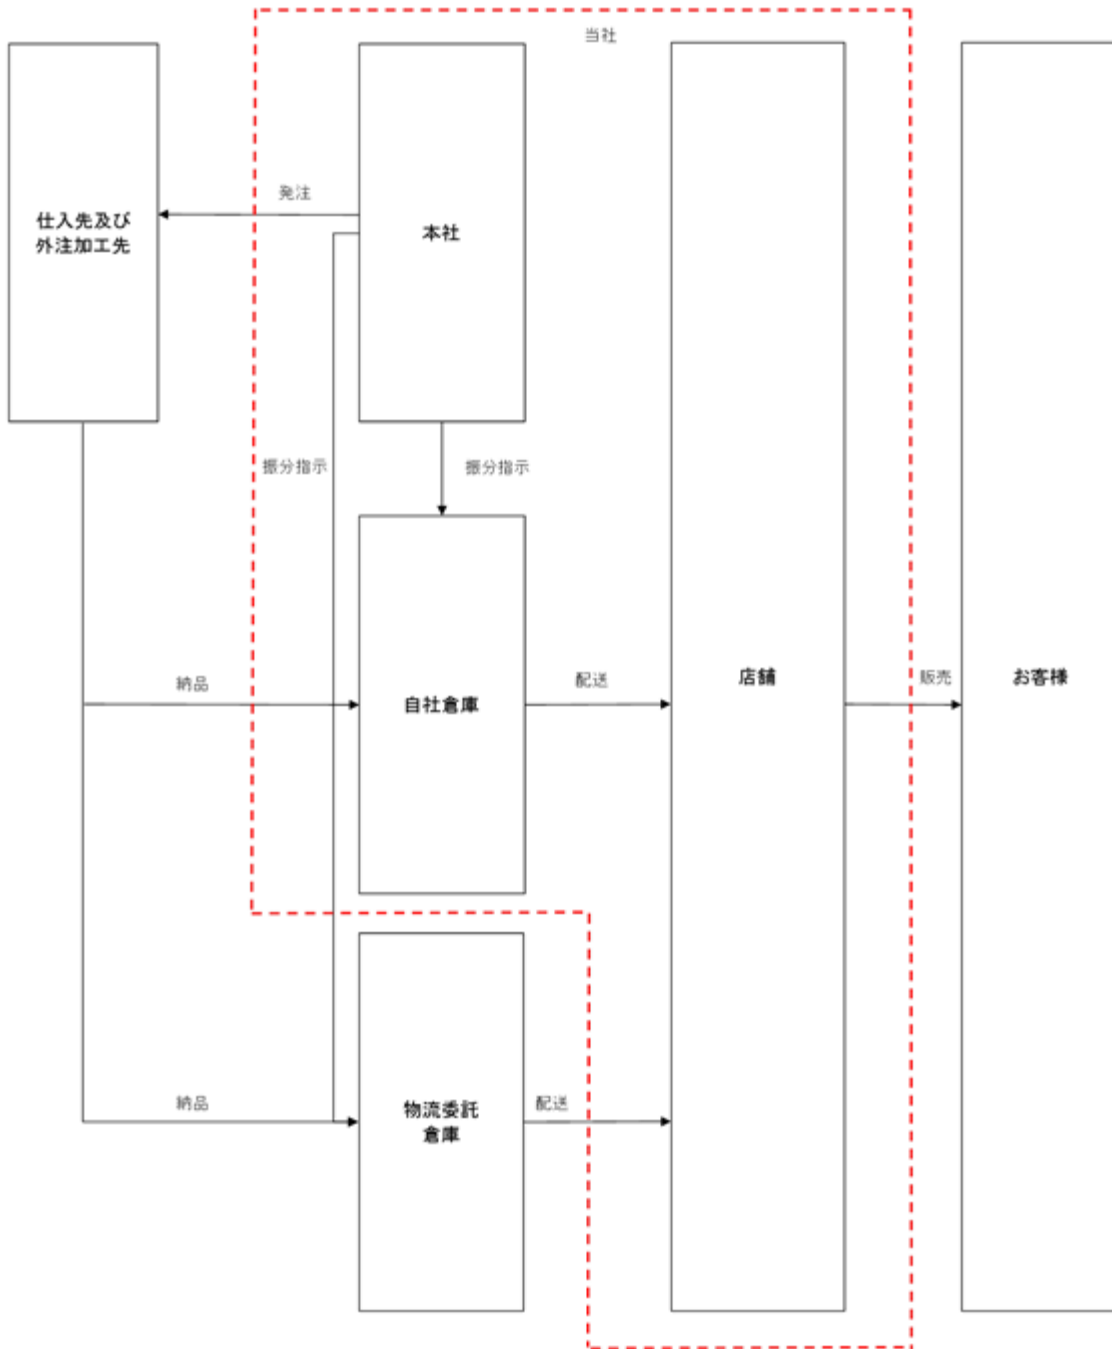 当社
発注
仕入先及び
外注加工先
本社
振分指示
振分指示
納品
自社倉庫
配送
店舗
販売
お客様
納品
物流委託
倉庫
配送